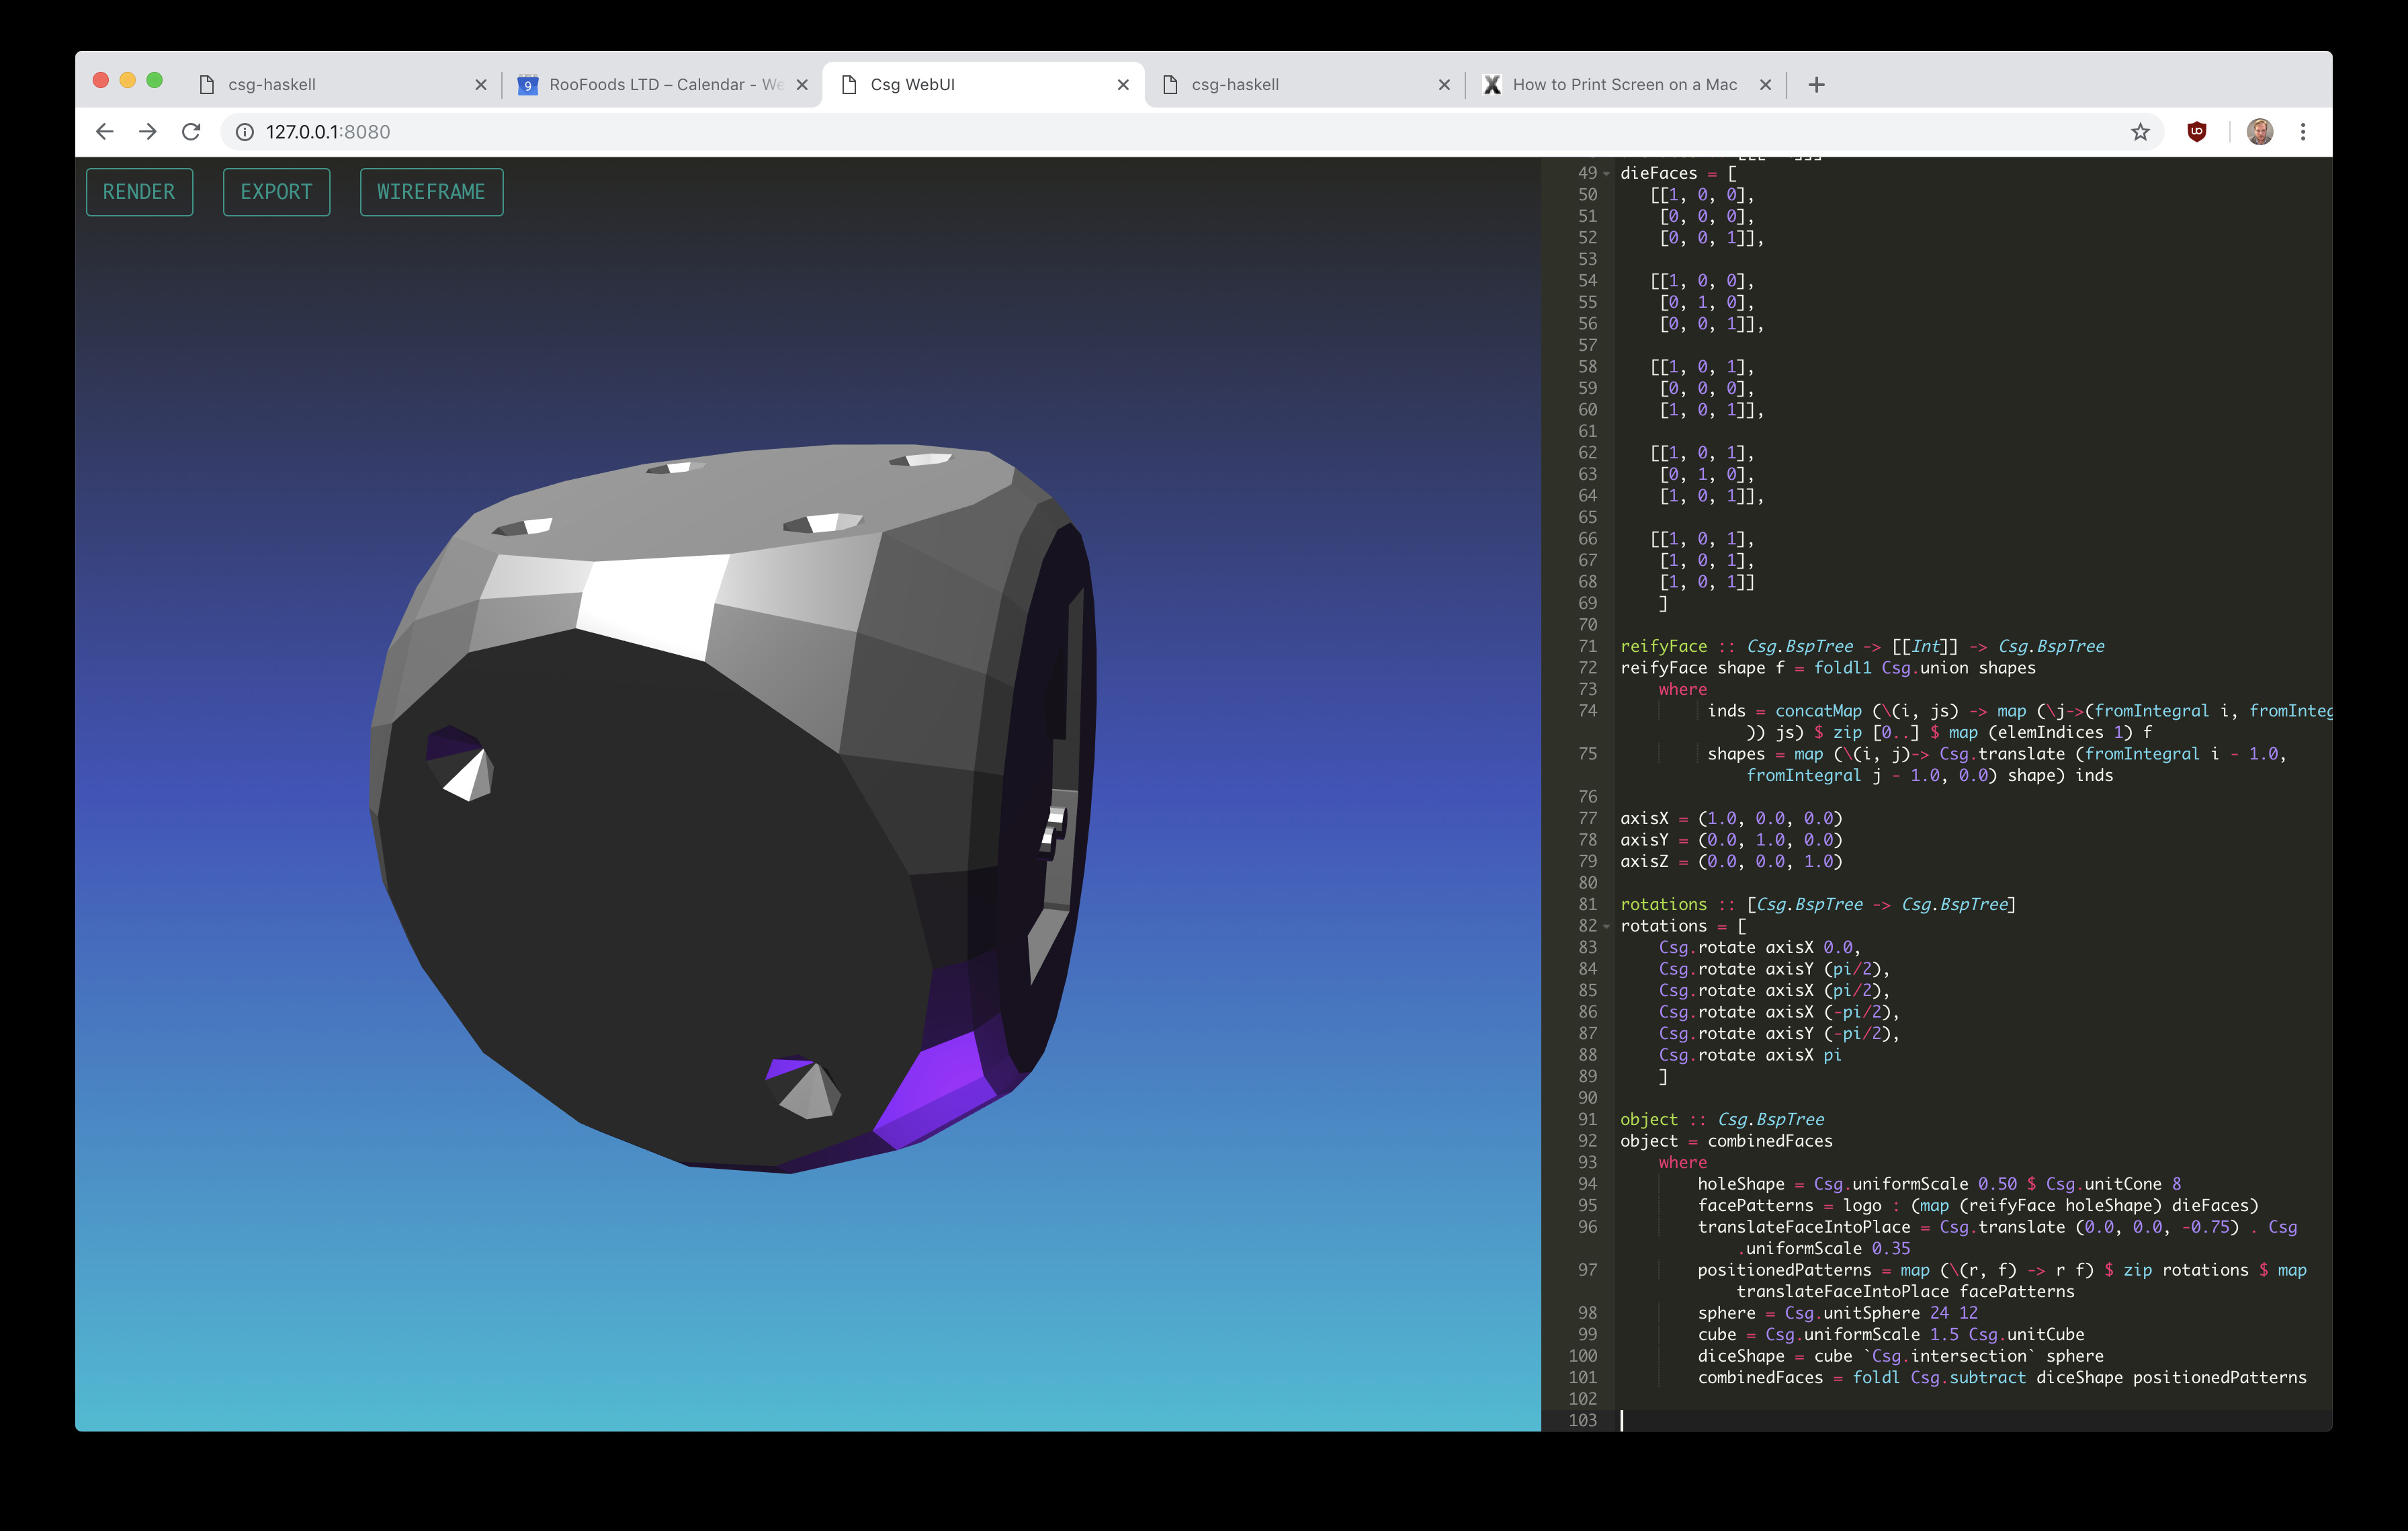 csg-haskell
RooFoods LTD – Calendar - We
Csg WebUI
csg-haskell
How to Print Screen on a Mac
127.0.0.1:8080
RENDER
EXPORT
WIREFRAME
49 dieFaces = [
50 [[1, 0, 0],
51 [0, 0, 0],
52 [0, 0, 1]],
53
54 [[1, 0, 0],
55 [0, 1, 0],
56 [0, 0, 1]],
57
58 [[1, 0, 1],
59 [0, 0, 0],
60 [1, 0, 1]],
61
62 [[1, 0, 1],
63 [0, 1, 0],
64 [1, 0, 1]],
65
66 [[1, 0, 1],
67 [1, 0, 1],
68 [1, 0, 1]]
69 ]
70
71 reifyFace :: Csg.BspTree -> [[Int]] -> Csg.BspTree
72 reifyFace shape f = foldl1 Csg.union shapes
73 where
74 inds = concatMap (\(i, js) -> map (\j->(fromIntegral i, fromInteg
)) js) $ zip [0..] $ map (elemIndices 1) f
75 shapes = map (\(i, j)-> Csg.translate (fromIntegral i - 1.0,
fromIntegral j - 1.0, 0.0) shape) inds
76
77 axisX = (1.0, 0.0, 0.0)
78 axisY = (0.0, 1.0, 0.0)
79 axisZ = (0.0, 0.0, 1.0)
80
81 rotations :: [Csg.BspTree -> Csg.BspTree]
82 rotations = [
83 Csg.rotate axisX 0.0,
84 Csg.rotate axisY (pi/2),
85 Csg.rotate axisX (pi/2),
86 Csg.rotate axisX (-pi/2),
87 Csg.rotate axisY (-pi/2),
88 Csg.rotate axisX pi
89 ]
90
91 object :: Csg.BspTree
92 object = combinedFaces
93 where
94 holeShape = Csg.uniformScale 0.50 $ Csg.unitCone 8
95 facePatterns = logo : (map (reifyFace holeShape) dieFaces)
96 translateFaceIntoPlace = Csg.translate (0.0, 0.0, -0.75) . Csg
.uniformScale 0.35
97 positionedPatterns = map (\(r, f) -> r f) $ zip rotations $ map
translateFaceIntoPlace facePatterns
98 sphere = Csg.unitSphere 24 12
99 cube = Csg.uniformScale 1.5 Csg.unitCube
100 diceShape = cube `Csg.intersection` sphere
101 combinedFaces = foldl Csg.subtract diceShape positionedPatterns
102
103